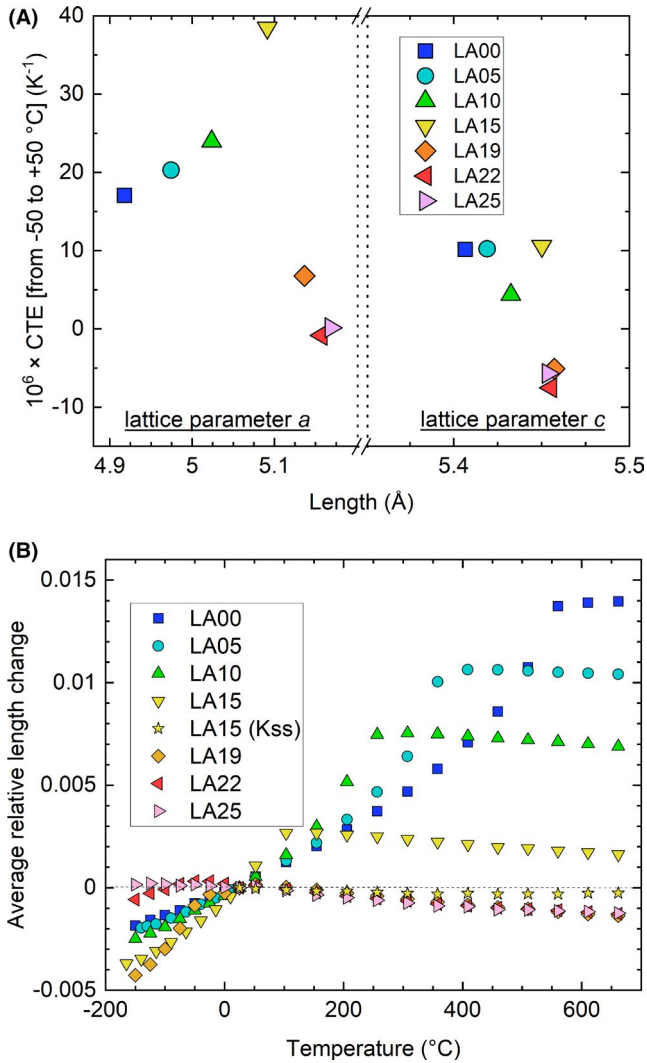 (A)
40
30
20
10
0
-10
10⁶ × CTE [from -50 to +50 °C] (K⁻¹)
LA00
LA05
LA10
LA15
LA19
LA22
LA25
lattice parameter a
lattice parameter c
4.9
5
5.1
5.4
5.5
Length (Å)
(B)
0.015
0.010
0.005
0
-0.005
Average relative length change
LA00
LA05
LA10
LA15
LA15 (Kss)
LA19
LA22
LA25
-200
0
200
400
600
Temperature (°C)